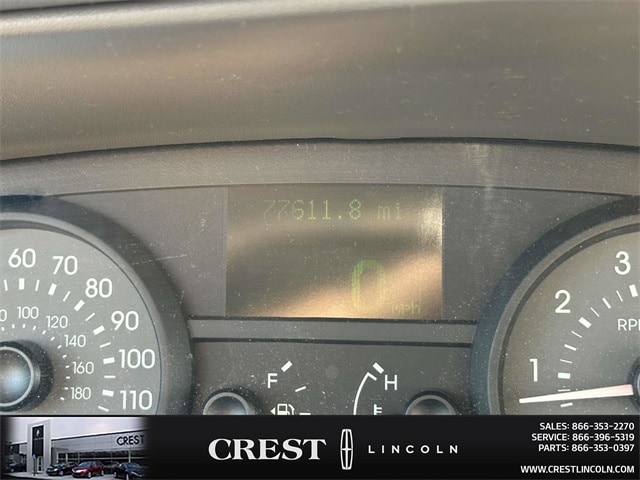 77611.8 mi
0
mph
60
70
80
90
100
110
100
120
140
160
180
F
H
1
2
3
RP
CREST
CREST LINCOLN
SALES: 866-353-2270
SERVICE: 866-396-5319
PARTS: 866-353-0397
WWW.CRESTLINCOLN.COM